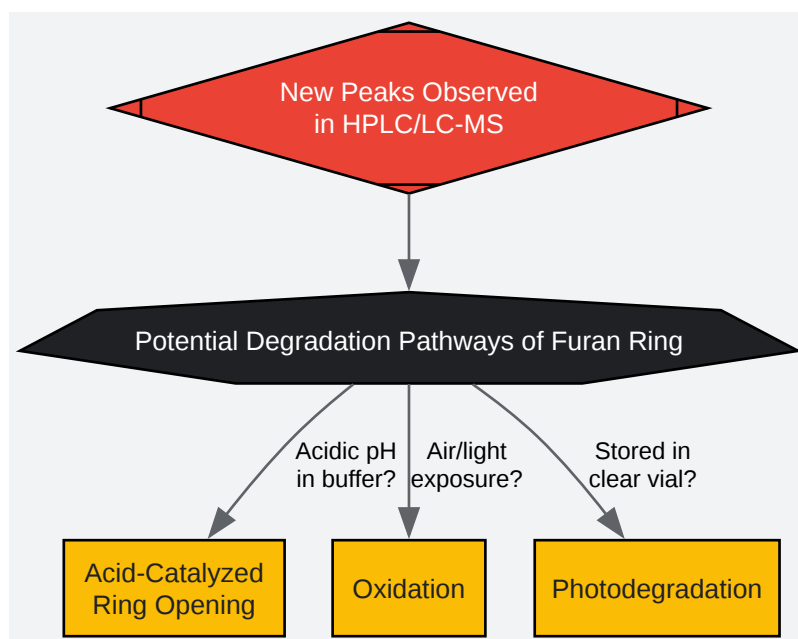 New Peaks Observed
in HPLC/LC-MS
Potential Degradation Pathways of Furan Ring
Acidic pH
in buffer?
Air/light
exposure?
Stored in
clear vial?
Acid-Catalyzed
Ring Opening
Oxidation
Photodegradation